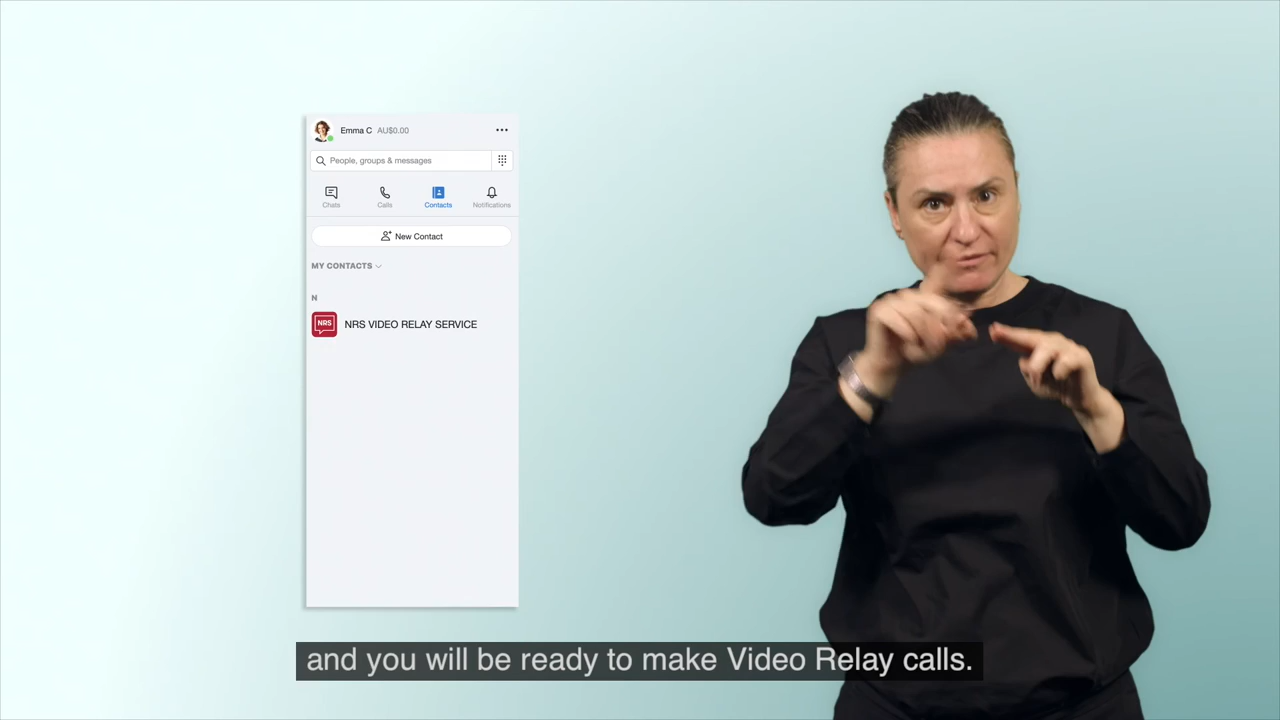 Emma C AU$0.00
People, groups & messages
Chats Calls Contacts Notifications
New Contact
MY CONTACTS
N
NRS NRS VIDEO RELAY SERVICE
and you will be ready to make Video Relay calls.